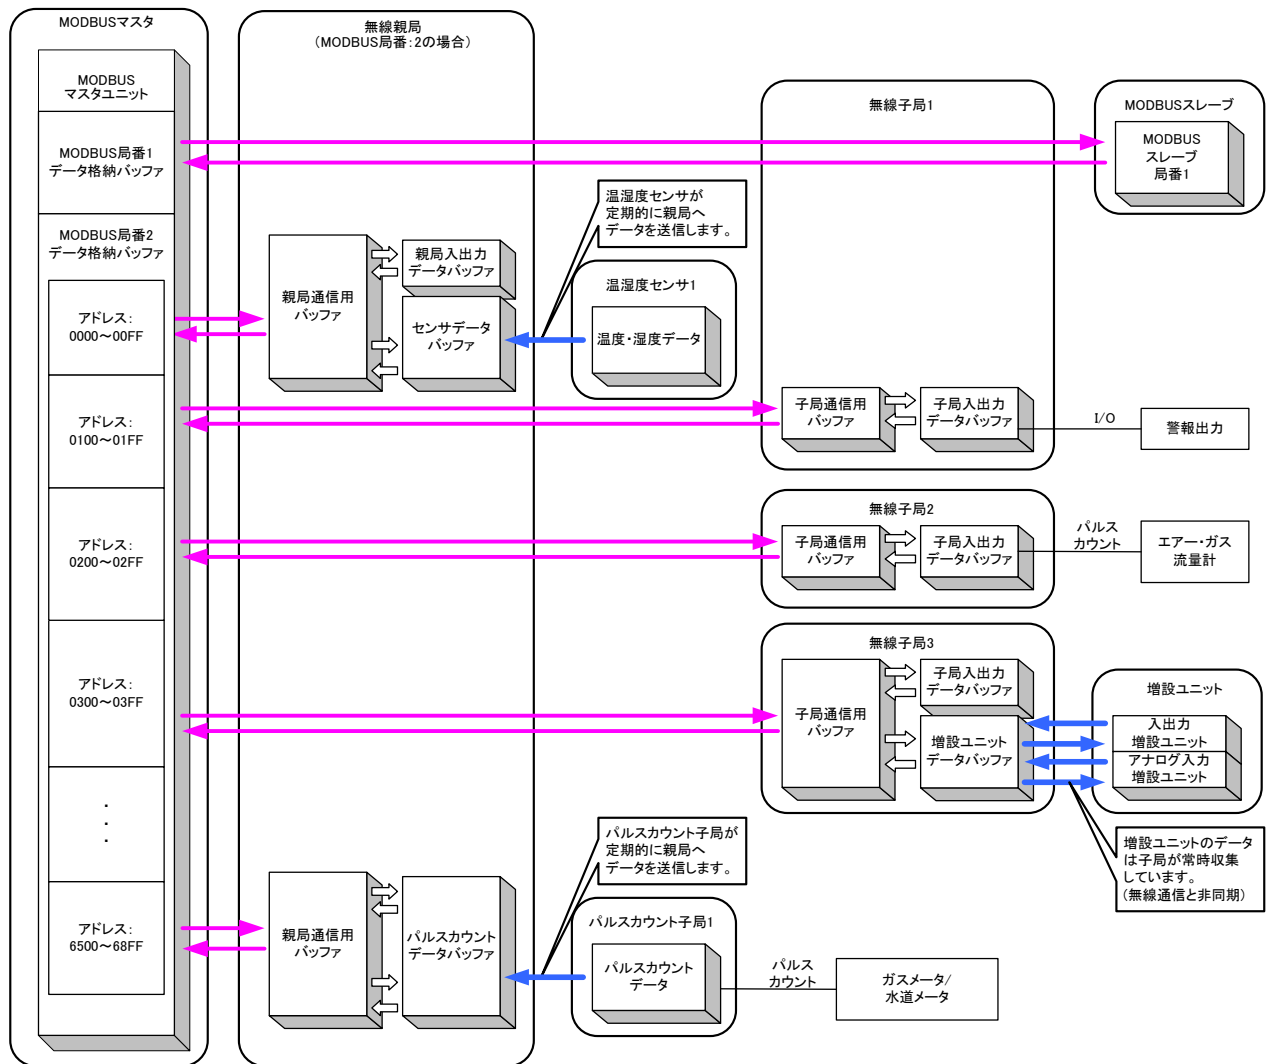 MODBUSマスタ
MODBUS
マスタユニット
MODBUS局番1
データ格納バッファ
MODBUS局番2
データ格納バッファ
アドレス：
0000～00FF
アドレス：
0100～01FF
アドレス：
0200～02FF
アドレス：
0300～03FF
・
・
・
アドレス：
6500～68FF
無線親局
（MODBUS局番：2の場合）
親局通信用
バッファ
親局入出力
データバッファ
センサデータ
バッファ
温湿度センサが
定期的に親局へ
データを送信します。
温湿度センサ1
温度・湿度データ
親局通信用
バッファ
パルスカウント
データバッファ
パルスカウント子局が
定期的に親局へ
データを送信します。
パルスカウント子局1
パルスカウント
データ
パルス
カウント
ガスメータ/
水道メータ
無線子局1
子局通信用
バッファ
子局入出力
データバッファ
I/O
警報出力
無線子局2
子局通信用
バッファ
子局入出力
データバッファ
パルス
カウント
エアー・ガス
流量計
無線子局3
子局通信用
バッファ
子局入出力
データバッファ
増設ユニット
データバッファ
増設ユニット
入出力
増設ユニット
アナログ入力
増設ユニット
増設ユニットのデータ
は子局が常時収集
しています。
（無線通信と非同期）
MODBUSスレーブ
MODBUS
スレーブ
局番1